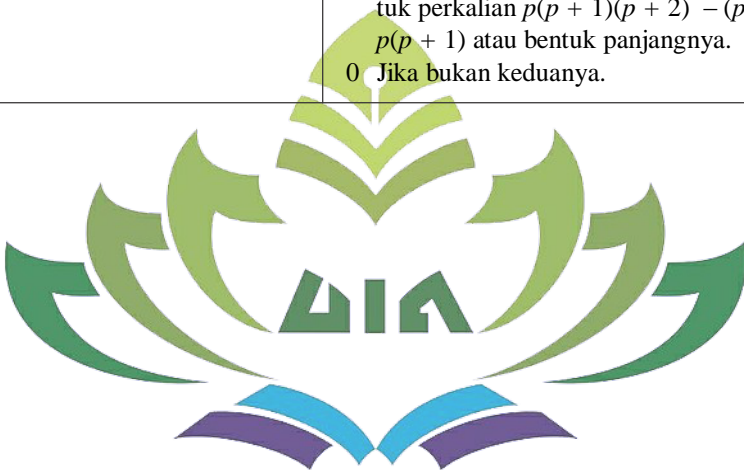 tuk perkalian p(p + 1)(p + 2) – (p
p(p + 1) atau bentuk panjangnya.
0 Jika bukan keduanya.
UIA